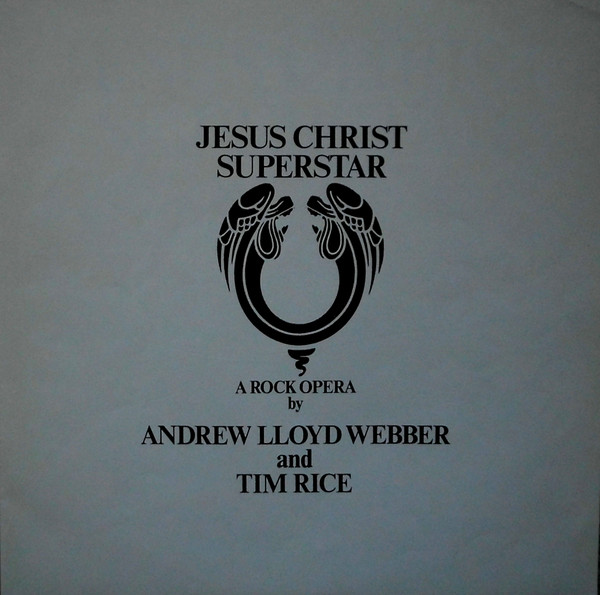 JESUS CHRIST
SUPERSTAR
A ROCK OPERA
by
ANDREW LLOYD WEBBER
and
TIM RICE